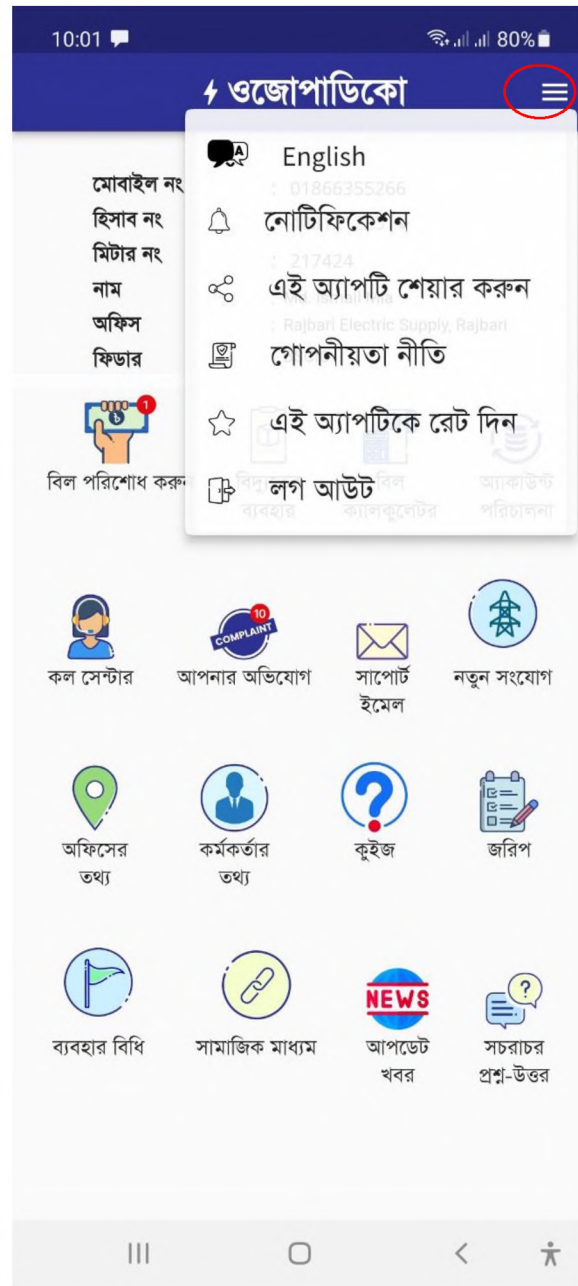 10:01
80%
ওজোপাডিকো
English
মোবাইল নং : 01866355266
হিসাব নং
নোটিফিকেশন
মিটার নং : 217424
নাম
এই অ্যাপটি শেয়ার করুন
অফিস : Rajbari Electric Supply, Rajbari
ফিডার
গোপনীয়তা নীতি
1
এই অ্যাপটিকে রেট দিন
বিল পরিশোধ করুন
লগ আউট
ব্যবহার
বিল
ক্যালকুলেটর
অ্যাকাউন্ট
পরিচালনা
10
COMPLAINT
কল সেন্টার
আপনার অভিযোগ
সাপোর্ট
ইমেল
নতুন সংযোগ
অফিসের
তথ্য
কর্মকর্তার
তথ্য
কুইজ
জরিপ
NEWS
ব্যবহার বিধি
সামাজিক মাধ্যম
আপডেট
খবর
সচরাচর
প্রশ্ন-উত্তর